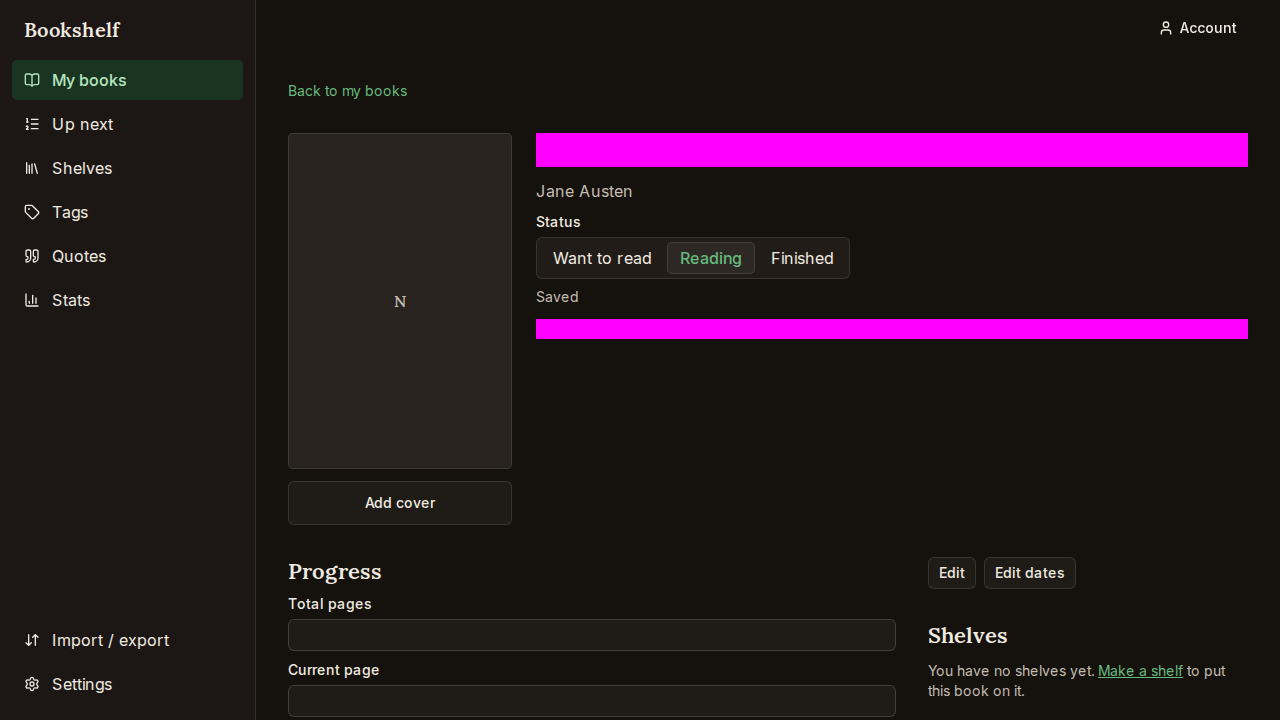 Bookshelf
My books
Up next
Shelves
Tags
Quotes
Stats
Import / export
Settings
Account
Back to my books
N
Add cover
Jane Austen
Status
Want to read
Reading
Finished
Saved
Progress
Total pages
Current page
Edit
Edit dates
Shelves
You have no shelves yet. Make a shelf to put
this book on it.